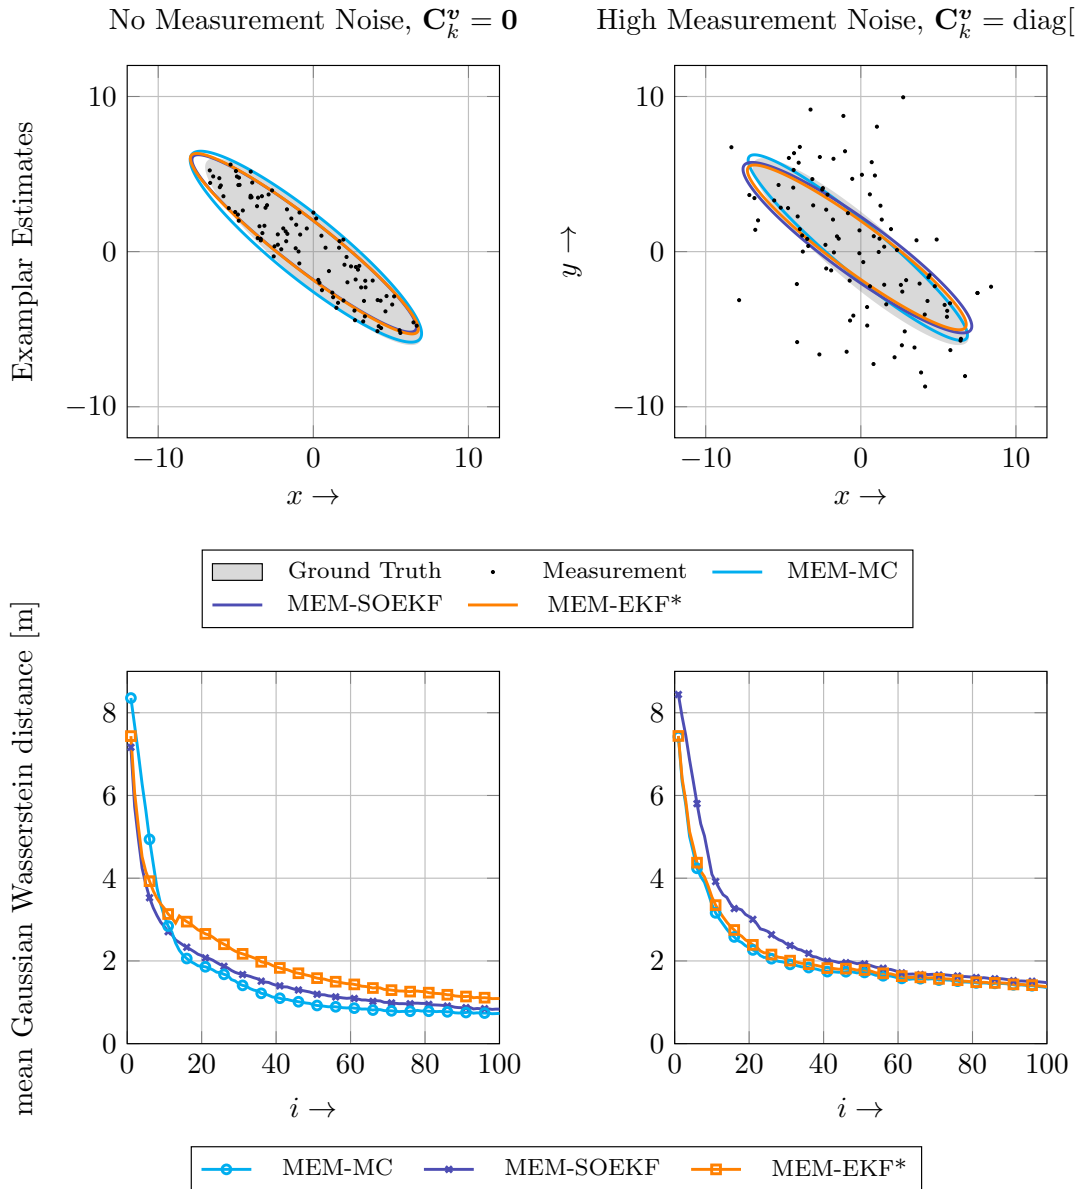 No Measurement Noise, C_k^v = 0
High Measurement Noise, C_k^v = diag[
Examplar Estimates
10
0
−10
−10 0 10
x →
y →
10
0
−10
−10 0 10
x →
Ground Truth · Measurement MEM-MC
MEM-SOEKF MEM-EKF*
mean Gaussian Wasserstein distance [m]
8
6
4
2
0
0 20 40 60 80 100
i →
8
6
4
2
0
0 20 40 60 80 100
i →
MEM-MC MEM-SOEKF MEM-EKF*